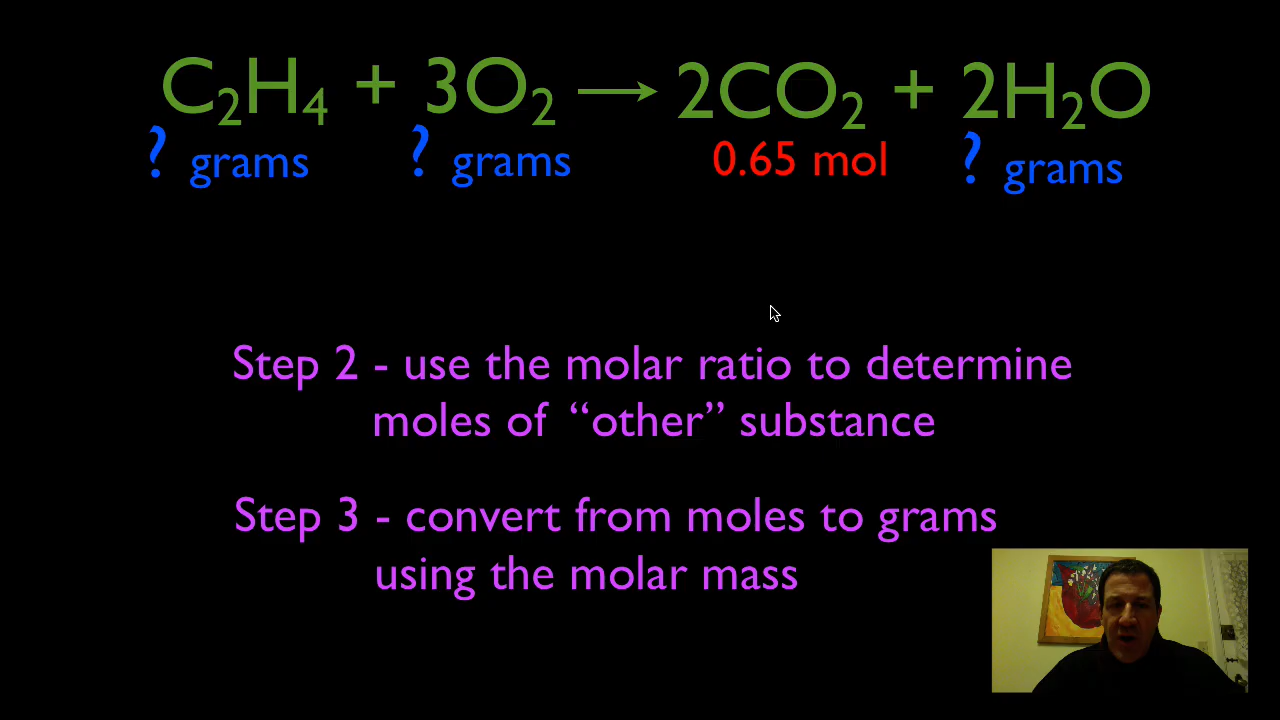 C₂H₄ + 3O₂ → 2CO₂ + 2H₂O
? grams ? grams 0.65 mol ? grams
Step 2 - use the molar ratio to determine
moles of “other” substance
Step 3 - convert from moles to grams
using the molar mass